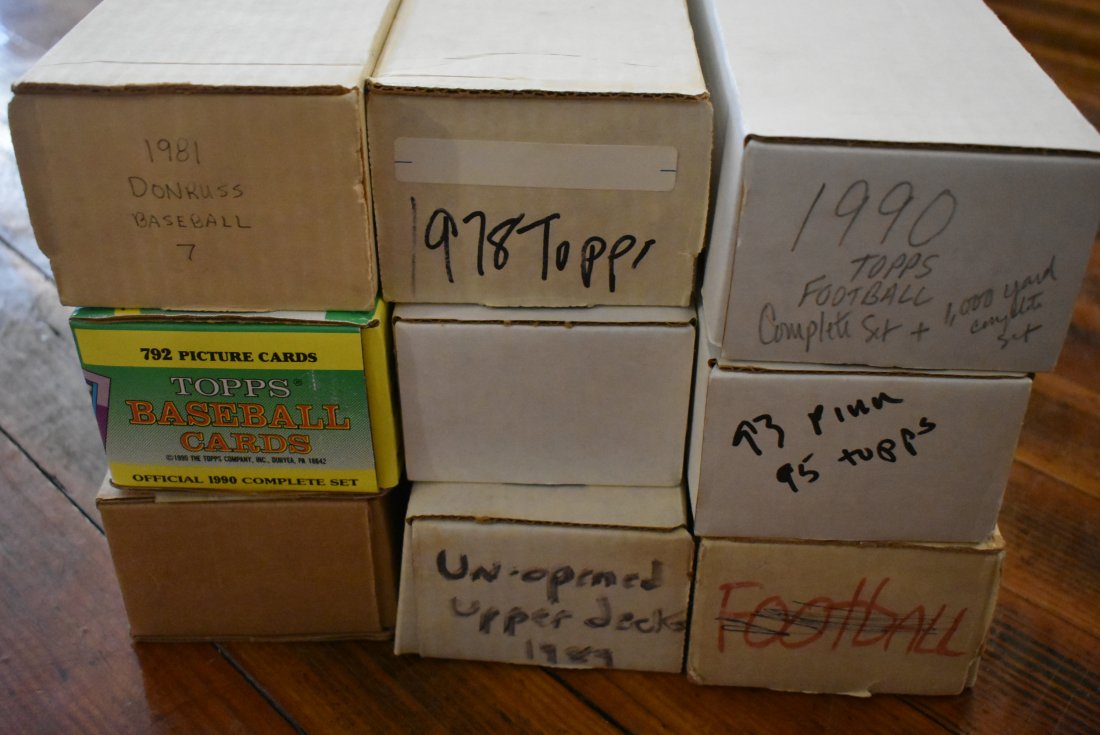 1981
DONRUSS
BASEBALL
7
1978 Topps
1990
TOPPS
FOOTBALL
Complete Set + 1,000 yard
complete
set
792 PICTURE CARDS
TOPPS®
BASEBALL
CARDS
©1990 THE TOPPS COMPANY, INC., DURYEA, PA 18642
OFFICIAL 1990 COMPLETE SET
93 PINN
95 topps
UN-opened
upper decks
1989
FOOTBALL